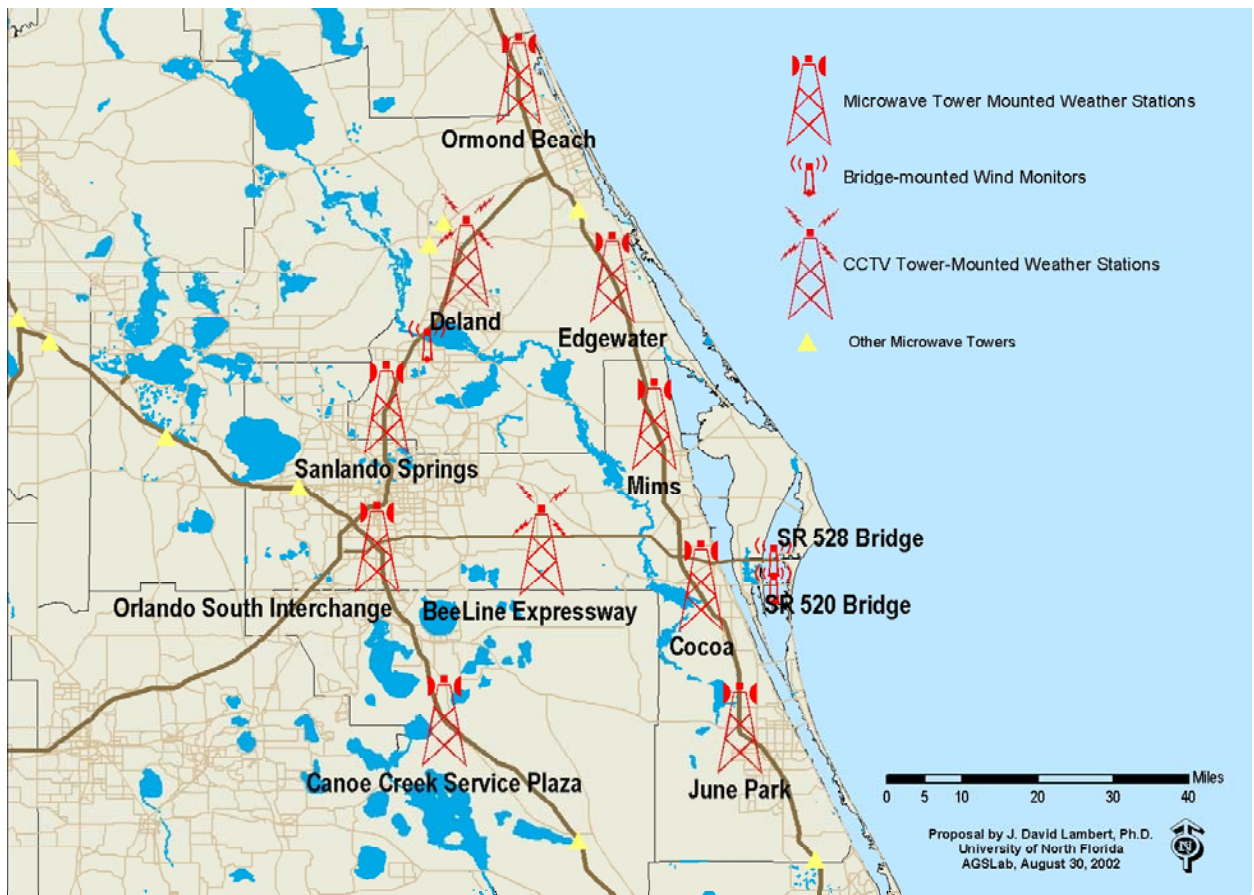 Microwave Tower Mounted Weather Stations
Ormond Beach
Bridge-mounted Wind Monitors
CCTV Tower-Mounted Weather Stations
Deland
Edgewater
Other Microwave Towers
Sanlando Springs
Mims
SR 528 Bridge
Orlando South Interchange
BeeLine Expressway
SR 520 Bridge
Cocoa
Canoe Creek Service Plaza
June Park
Miles
0 5 10 20 30 40
Proposal by J. David Lambert, Ph.D.
University of North Florida
AGSLab, August 30, 2002
N